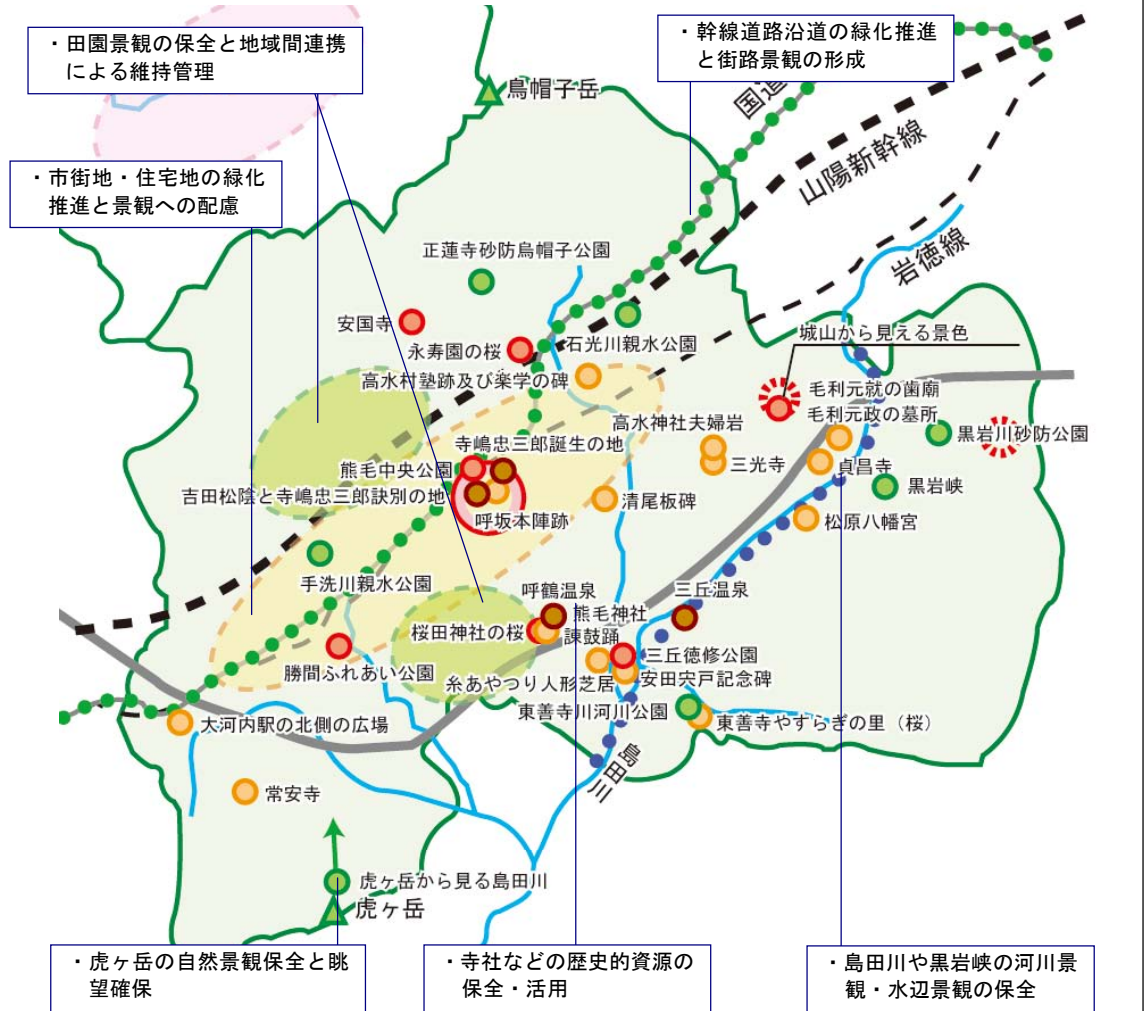 ・田園景観の保全と地域間連携
による維持管理
・幹線道路沿道の緑化推進
と街路景観の形成
烏帽子岳
国道
山陽新幹線
・市街地・住宅地の緑化
推進と景観への配慮
岩徳線
正蓮寺砂防烏帽子公園
安国寺
石光川親水公園
城山から見える景色
永寿園の桜
高水村塾跡及び楽学の碑
毛利元就の歯廟
毛利元政の墓所
高水神社夫婦岩
黒岩川砂防公園
寺嶋忠三郎誕生の地
三光寺
貞昌寺
熊毛中央公園
黒岩峡
吉田松陰と寺嶋忠三郎訣別の地
清尾板碑
呼坂本陣跡
松原八幡宮
手洗川親水公園
呼鶴温泉
三丘温泉
熊毛神社
桜田神社の桜
諫鼓踊
三丘徳修公園
勝間ふれあい公園
糸あやつり人形芝居
安田宍戸記念碑
東善寺川河川公園
東善寺やすらぎの里（桜）
大河内駅の北側の広場
島田川
常安寺
虎ヶ岳から見る島田川
虎ヶ岳
・虎ヶ岳の自然景観保全と眺
望確保
・寺社などの歴史的資源の
保全・活用
・島田川や黒岩峡の河川景
観・水辺景観の保全